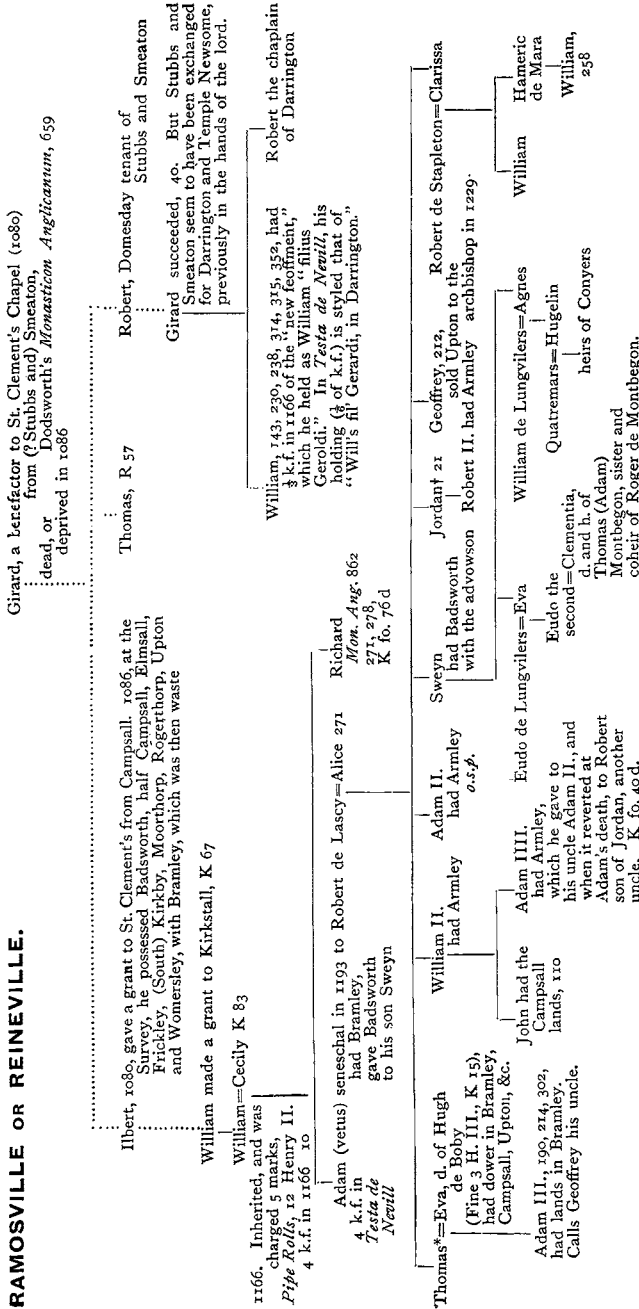 RAMOSVILLE OR REINEVILLE.
Girard, a benefactor to St. Clement's Chapel (1080)
from (? Stubbs and) Smeaton,
dead, or Dodsworth's Monasticon Anglicanum, 659
deprived in 1086
Ilbert, 1080, gave a grant to St. Clement's from Campsall. 1086, at the
Survey, he possessed Badsworth, half Campsall, Elmsall,
Frickley, (South) Kirkby, Moorthorp, Rogerthorp, Upton
and Womersley, with Bramley, which was then waste
Thomas, R 57
Robert, Domesday tenant of
Stubbs and Smeaton
William made a grant to Kirkstall, K 67
Girard succeeded, 40. But Stubbs and
Smeaton seem to have been exchanged
for Darrington and Temple Newsome,
previously in the hands of the lord.
William=Cecily K 83
1166. Inherited, and was
charged 5 marks,
Pipe Rolls, 12 Henry II.
4 k.f. in 1166 10
William, 143, 230, 238, 314, 315, 352, had
⅓ k.f. in 1166 of the "new feoffment,"
which he held as William "filius
Geroldi." In Testa de Nevill, his
holding (⅓ of k.f.) is styled that of
"Will's fil' Gerardi, in Darrington."
Robert the chaplain
of Darrington
Adam (vetus) seneschal in 1193 to Robert de Lascy=Alice 271
4 k.f. in
Testa de
Nevill
had Bramley,
gave Badsworth
to his son Sweyn
Richard
Mon. Ang. 862
271, 278,
K fo. 76 d
Thomas*=Eva, d. of Hugh
de Boby
(Fine 3 H. III., K 15),
had dower in Bramley,
Campsall, Upton, &c.
William II.
had Armley
Adam II.
had Armley
o.s.p.
Sweyn
had Badsworth
with the advowson
Jordan† 21
Geoffrey, 212,
sold Upton to the
archbishop in 1229.
Robert de Stapleton=Clarissa
Robert II. had Armley
Adam III., 190, 214, 302,
had lands in Bramley.
Calls Geoffrey his uncle.
John had the
Campsall
lands, 110
Adam IIII.
had Armley,
which he gave to
his uncle Adam II., and
when it reverted at
Adam's death, to Robert
son of Jordan, another
uncle. K fo. 40 d.
Eudo de Lungvilers=Eva
William de Lungvilers=Agnes
William
Hameric
de Mara
Eudo the
second=Clementia,
d. and h. of
Thomas (Adam)
Montbegon, sister and
coheir of Roger de Montbegon.
Quatremars=Hugelin
heirs of Conyers
William,
258